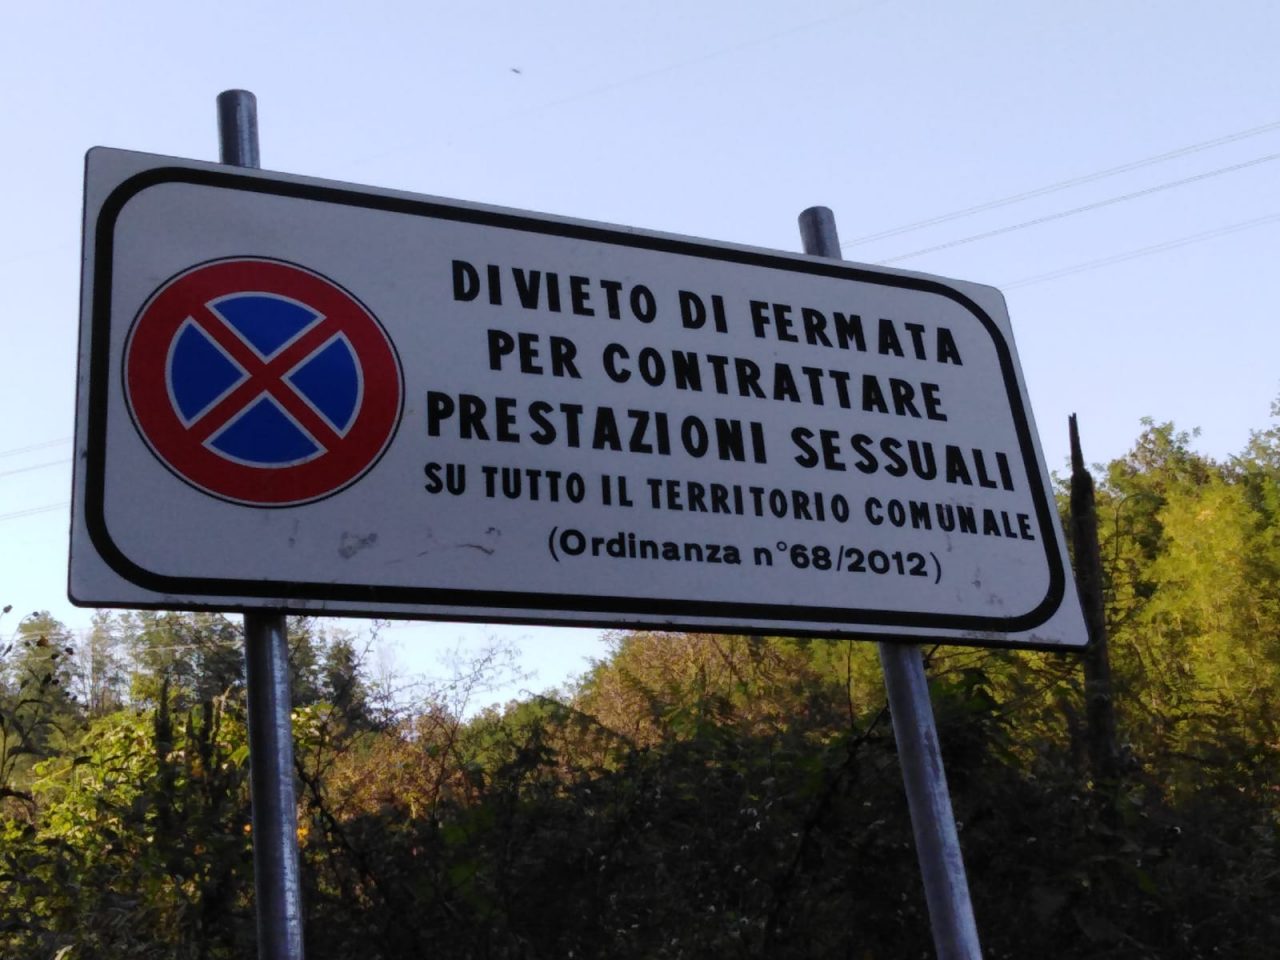 DIVIETO DI FERMATA
PER CONTRATTARE
PRESTAZIONI SESSUALI
SU TUTTO IL TERRITORIO COMUNALE
(Ordinanza n°68/2012)